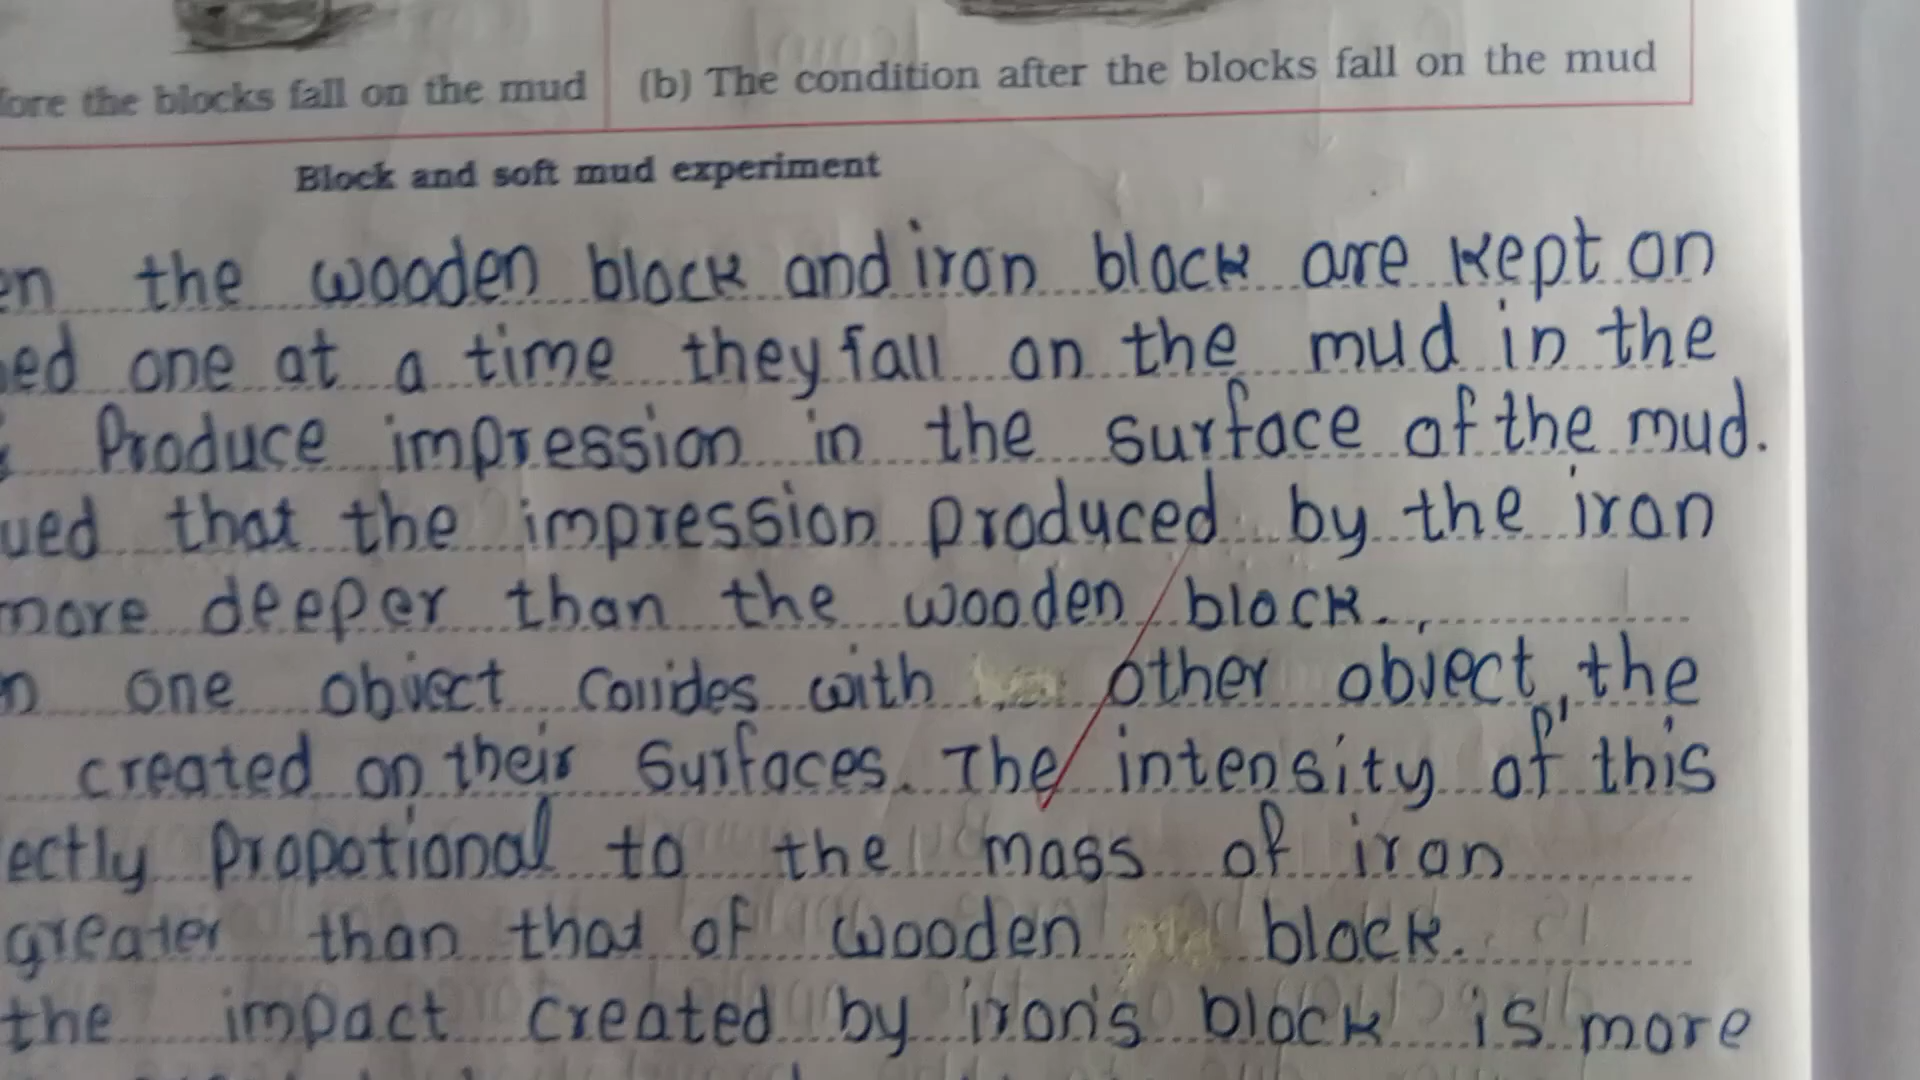 fore the blocks fall on the mud
(b) The condition after the blocks fall on the mud
Block and soft mud experiment
en the wooden block and iron block are kept on
ed one at a time they fall on the mud in the
Produce impression in the surface of the mud.
ved that the impression produced by the iron
more deeper than the wooden block.
n one object collides with other object, the
created on their surfaces. The intensity of this
ectly propotional to the mass of iron
greater than that of wooden block.
the impact created by iron's block is more